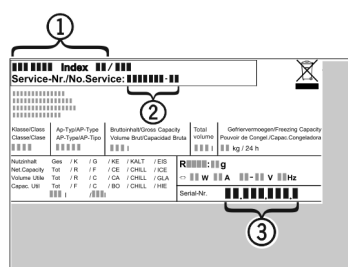 1
Index /
Service-Nr./No.Service: -
2
Klasse/Class Ap-Typ/AP-Type Bruttoinhalt/Gross Capacity Total Gefriervermoegen/Freezing Capacity
Classe/Clase AP-Type/AP-Tipo Volume Brut/Capacidad Bruta volume Pouvoir de Congel./Capac.Congeladora
l l kg / 24 h
Nutzinhalt Ges / K / G / KE / KALT / EIS
Net.Capacity Tot / R / F / CE / CHILL / ICE
Volume Utile Tot / R / C / CA / CHILL / GLA
Capac. Util Tot / F / C / BO / CHILL / HIE
l / l
R : g
W A - V Hz
Serial-Nr. . . .
3